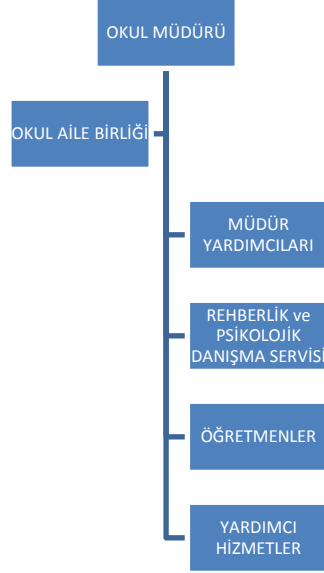 OKUL MÜDÜRÜ
OKUL AİLE BİRLİĞİ
MÜDÜR
YARDIMCILARI
REHBERLİK ve
PSİKOLOJİK
DANIŞMA SERVİSİ
ÖĞRETMENLER
YARDIMCI
HİZMETLER